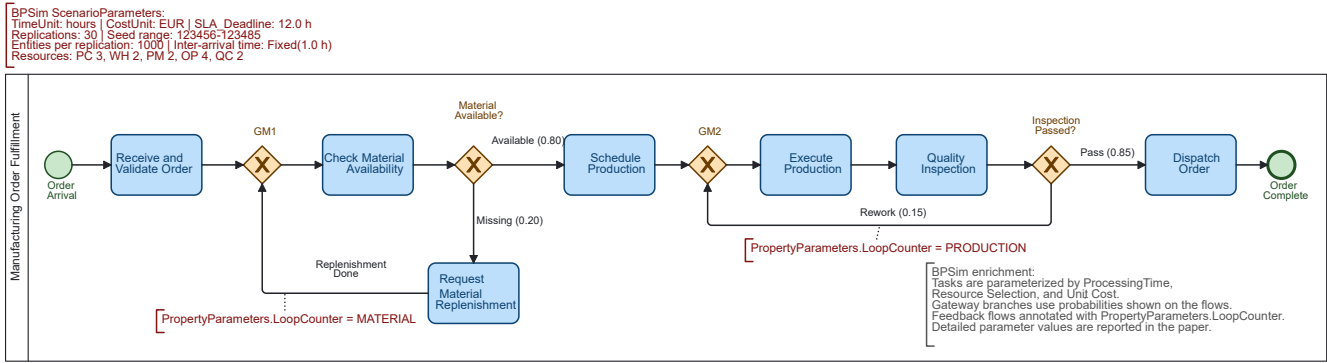 BPSim ScenarioParameters:
TimeUnit: hours | CostUnit: EUR | SLA_Deadline: 12.0 h
Replications: 30 | Seed range: 123456-123485
Entities per replication: 1000 | Inter-arrival time: Fixed(1.0 h)
Resources: PC 3, WH 2, PM 2, OP 4, QC 2
Manufacturing Order Fulfillment
Order
Arrival
Receive and
Validate Order
GM1
X
Check Material
Availability
Material
Available?
X
Available (0.80)
Missing (0.20)
Schedule
Production
GM2
X
Execute
Production
Quality
Inspection
Inspection
Passed?
X
Pass (0.85)
Dispatch
Order
Order
Complete
Rework (0.15)
PropertyParameters.LoopCounter = PRODUCTION
Replenishment
Done
Request
Material
Replenishment
PropertyParameters.LoopCounter = MATERIAL
BPSim enrichment:
Tasks are parameterized by ProcessingTime,
Resource Selection, and Unit Cost.
Gateway branches use probabilities shown on the flows.
Feedback flows annotated with PropertyParameters.LoopCounter.
Detailed parameter values are reported in the paper.